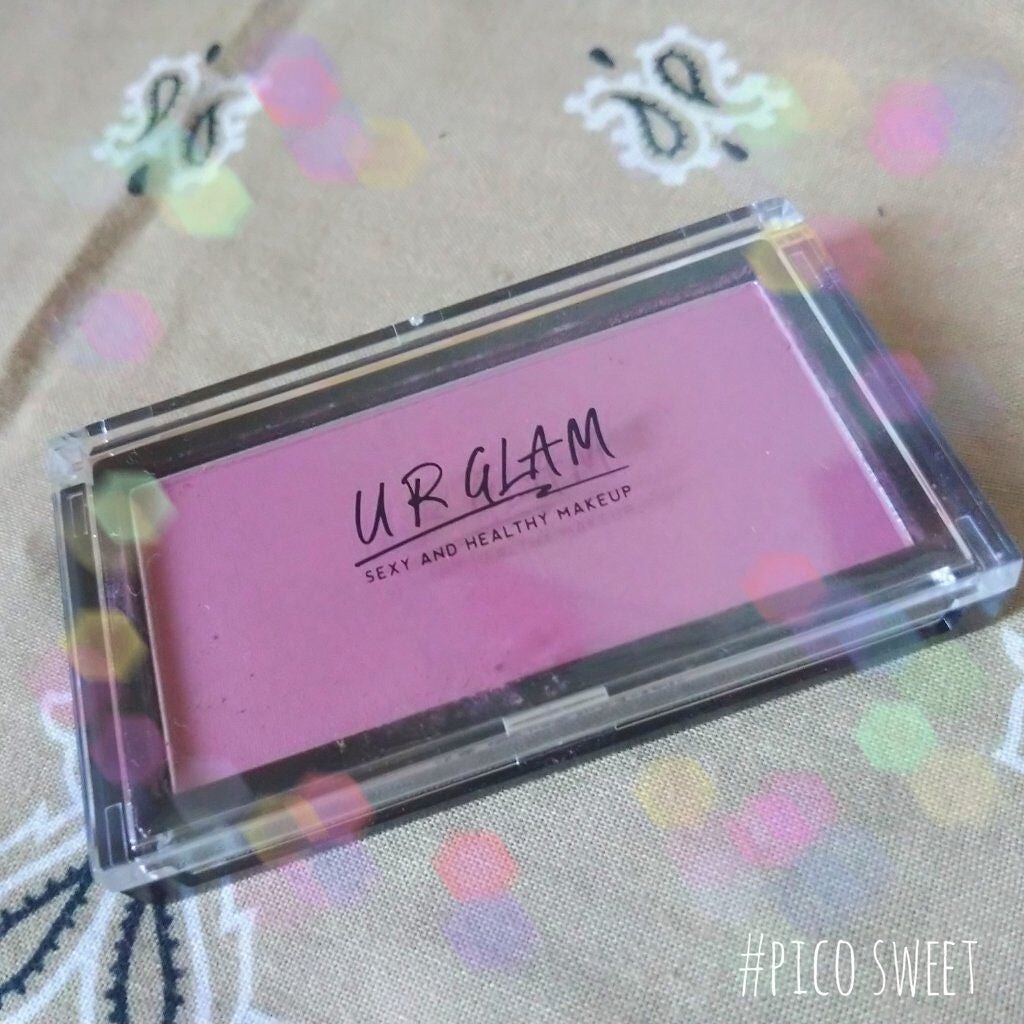 UR GLAM
SEXY AND HEALTHY MAKEUP
#PICO SWEET